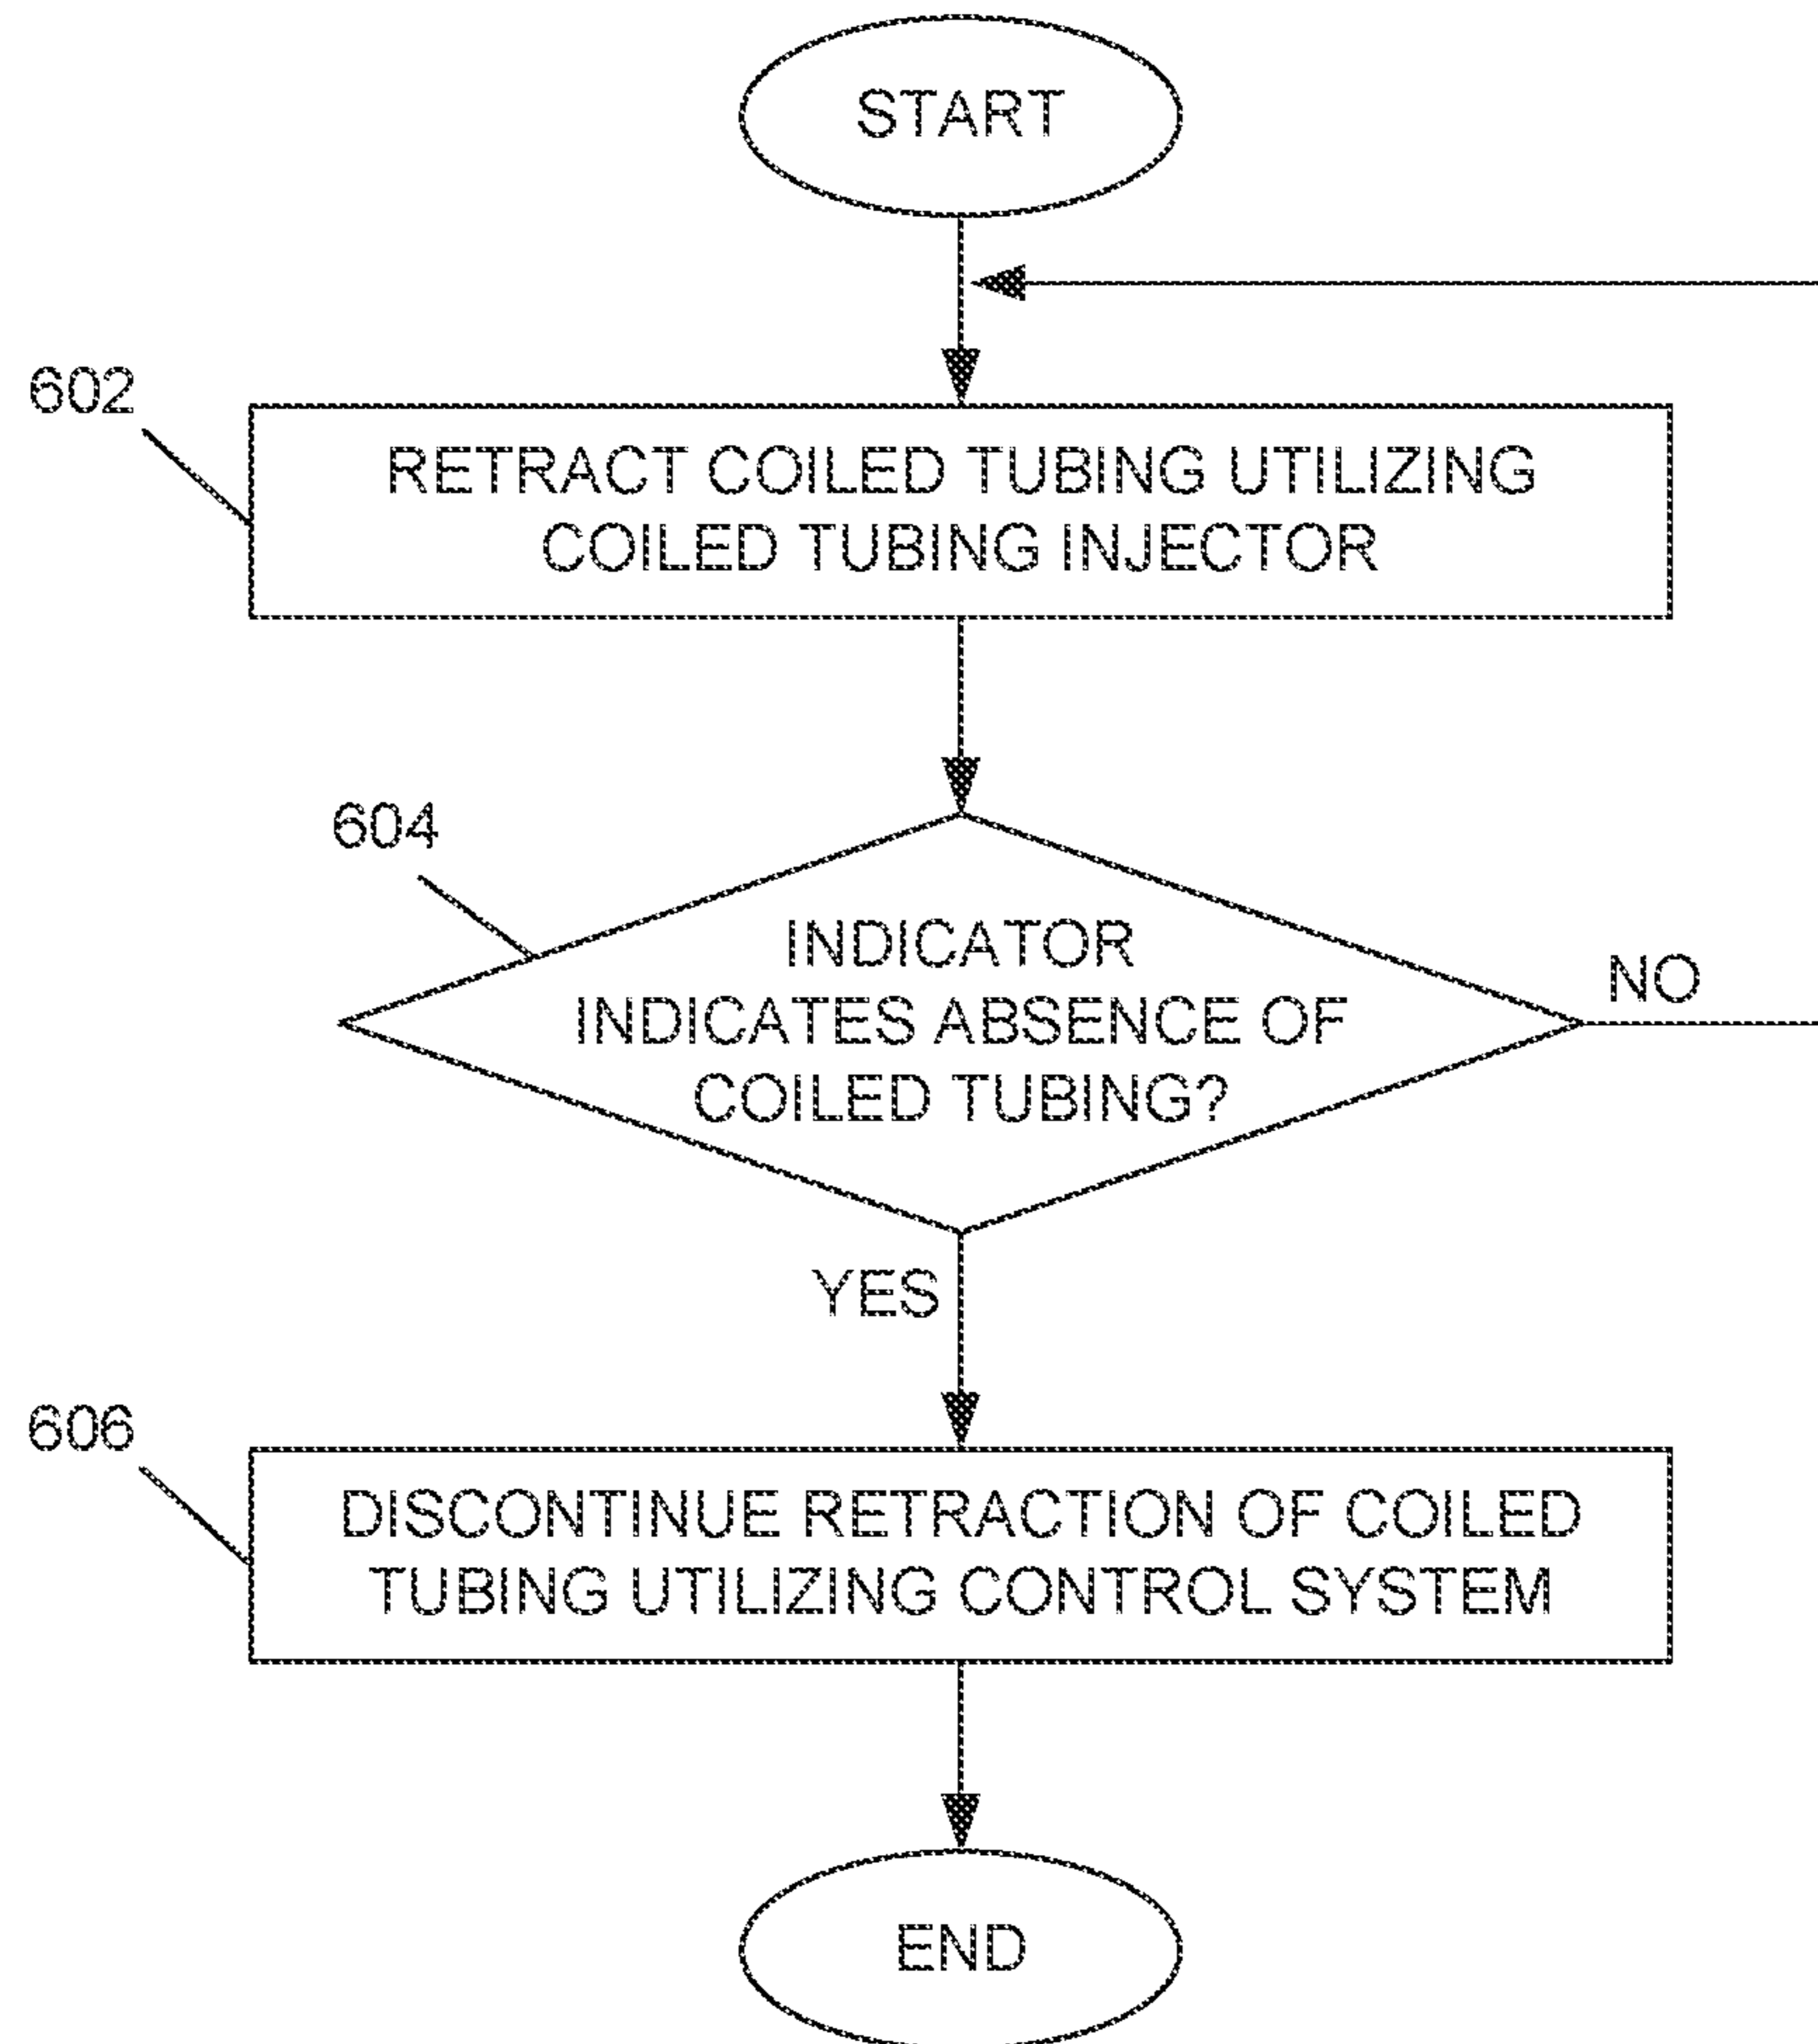 START
602
RETRACT COILED TUBING UTILIZING
COILED TUBING INJECTOR
604
INDICATOR
INDICATES ABSENCE OF
COILED TUBING?
NO
YES
606
DISCONTINUE RETRACTION OF COILED
TUBING UTILIZING CONTROL SYSTEM
END